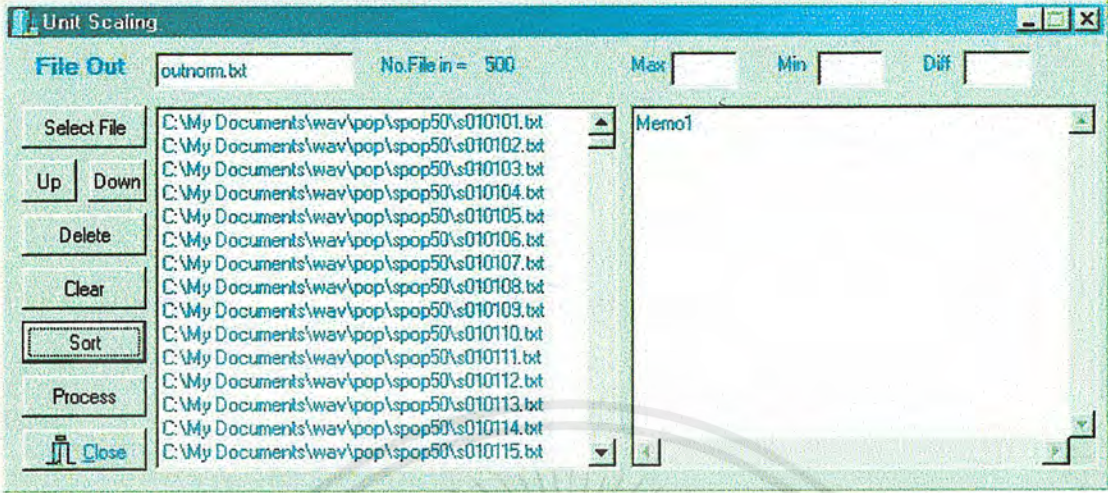 Unit Scaling
File Out outnorm.txt No.File in = 500 Max Min Diff
Select File
Up Down
Delete
Clear
Sort
Process
Close
C:\My Documents\wav\pop\spop50\s010101.txt
C:\My Documents\wav\pop\spop50\s010102.txt
C:\My Documents\wav\pop\spop50\s010103.txt
C:\My Documents\wav\pop\spop50\s010104.txt
C:\My Documents\wav\pop\spop50\s010105.txt
C:\My Documents\wav\pop\spop50\s010106.txt
C:\My Documents\wav\pop\spop50\s010107.txt
C:\My Documents\wav\pop\spop50\s010108.txt
C:\My Documents\wav\pop\spop50\s010109.txt
C:\My Documents\wav\pop\spop50\s010110.txt
C:\My Documents\wav\pop\spop50\s010111.txt
C:\My Documents\wav\pop\spop50\s010112.txt
C:\My Documents\wav\pop\spop50\s010113.txt
C:\My Documents\wav\pop\spop50\s010114.txt
C:\My Documents\wav\pop\spop50\s010115.txt
Memo1